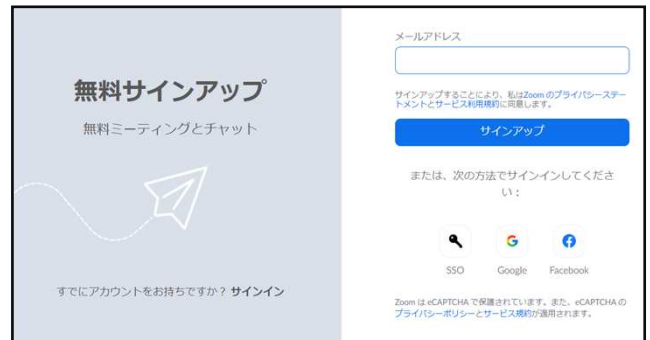 無料サインアップ
無料ミーティングとチャット
すでにアカウントをお持ちですか？ サインイン
メールアドレス
サインアップすることにより、私はZoom のプライバシーステー
トメントとサービス利用規約に同意します。
サインアップ
または、次の方法でサインインしてくださ
い：
SSO
Google
Facebook
Zoom は eCAPTCHA で保護されています。また、eCAPTCHA の
プライバシーポリシーとサービス規約が適用されます。